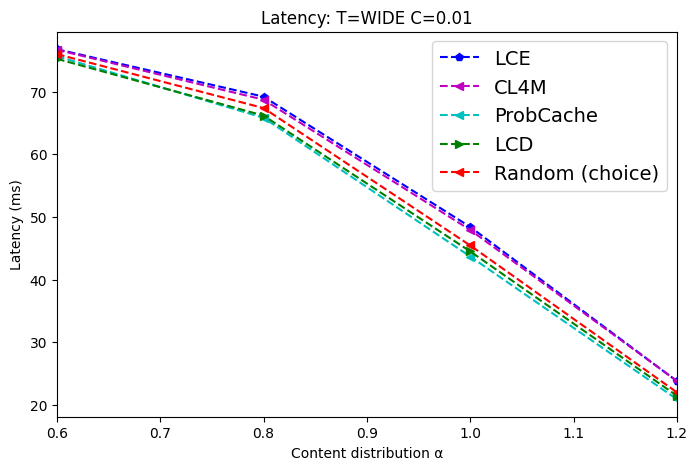 Latency: T=WIDE C=0.01
LCE
CL4M
ProbCache
LCD
Random (choice)
Latency (ms)
70
60
50
40
30
20
0.6
0.7
0.8
0.9
1.0
1.1
1.2
Content distribution α